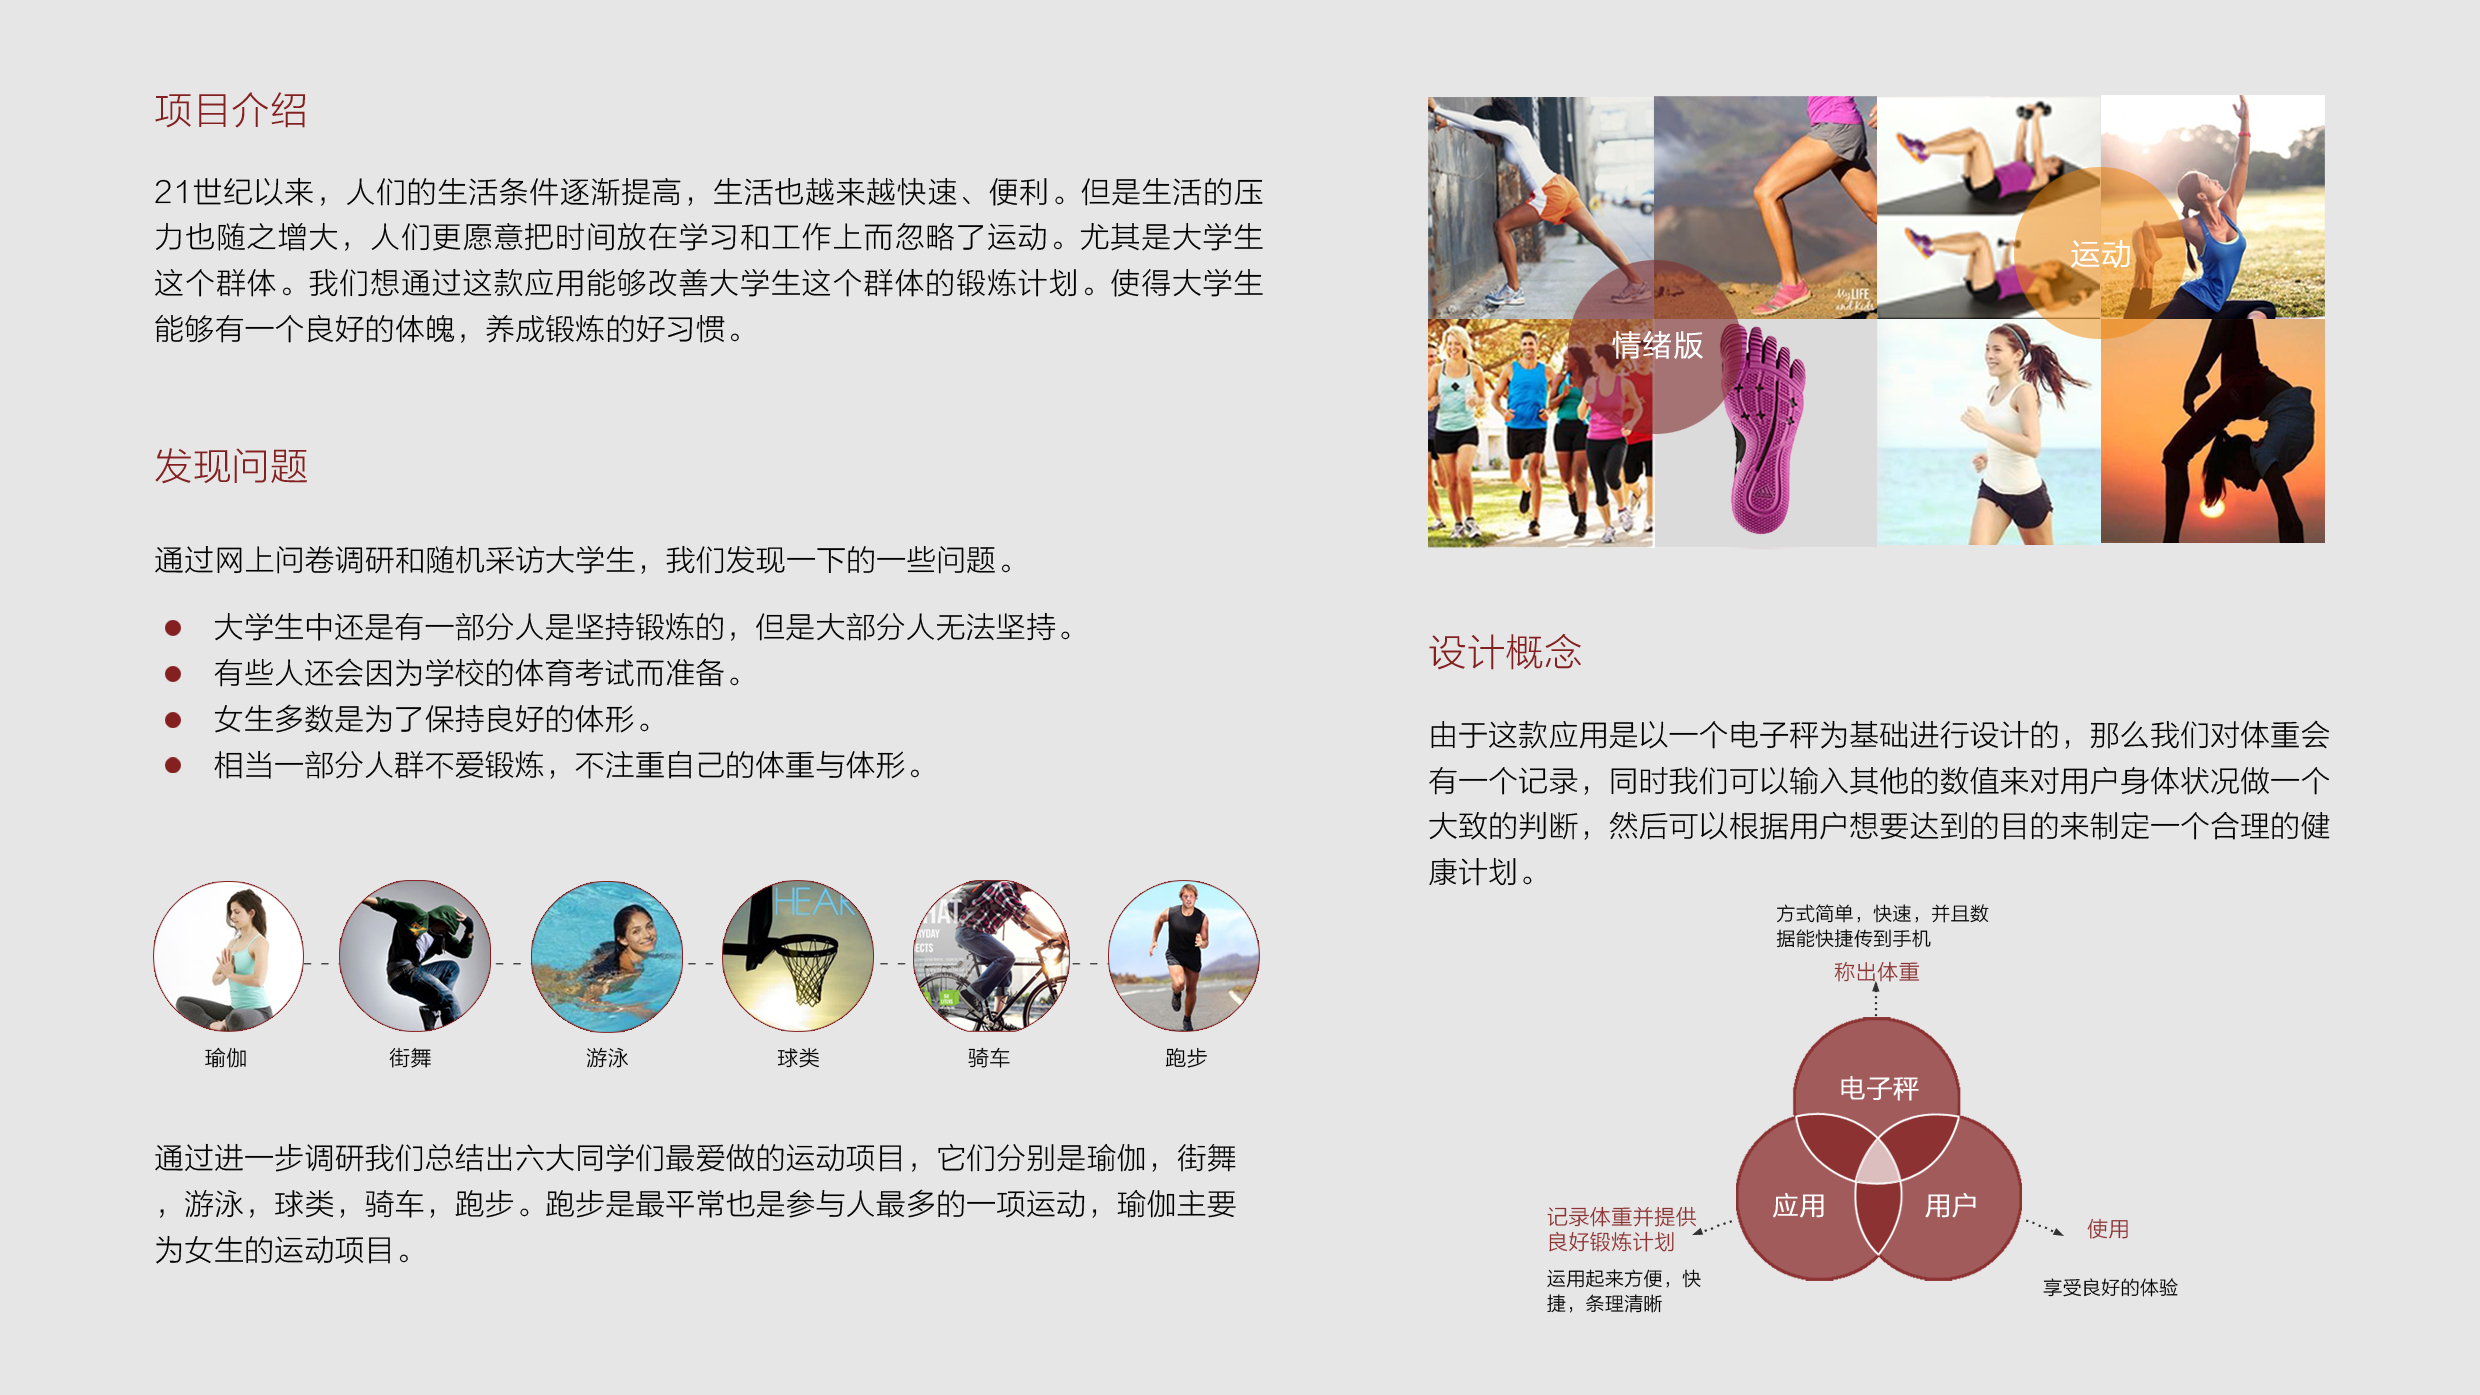 项目介绍
21世纪以来，人们的生活条件逐渐提高，生活也越来越快速、便利。但是生活的压
力也随之增大，人们更愿意把时间放在学习和工作上而忽略了运动。尤其是大学生
这个群体。我们想通过这款应用能够改善大学生这个群体的锻炼计划。使得大学生
能够有一个良好的体魄，养成锻炼的好习惯。
发现问题
通过网上问卷调研和随机采访大学生，我们发现一下的一些问题。
大学生中还是有一部分人是坚持锻炼的，但是大部分人无法坚持。
有些人还会因为学校的体育考试而准备。
女生多数是为了保持良好的体形。
相当一部分人群不爱锻炼，不注重自己的体重与体形。
HEAR
HAT
YDAY
ECTS
瑜伽
街舞
游泳
球类
骑车
跑步
通过进一步调研我们总结出六大同学们最爱做的运动项目，它们分别是瑜伽，街舞
，游泳，球类，骑车，跑步。跑步是最平常也是参与人最多的一项运动，瑜伽主要
为女生的运动项目。
运动
My LIFE
and Kids
情绪版
设计概念
由于这款应用是以一个电子秤为基础进行设计的，那么我们对体重会
有一个记录，同时我们可以输入其他的数值来对用户身体状况做一个
大致的判断，然后可以根据用户想要达到的目的来制定一个合理的健
康计划。
方式简单，快速，并且数
据能快捷传到手机
称出体重
电子秤
应用
用户
记录体重并提供
良好锻炼计划
运用起来方便，快
捷，条理清晰
使用
享受良好的体验